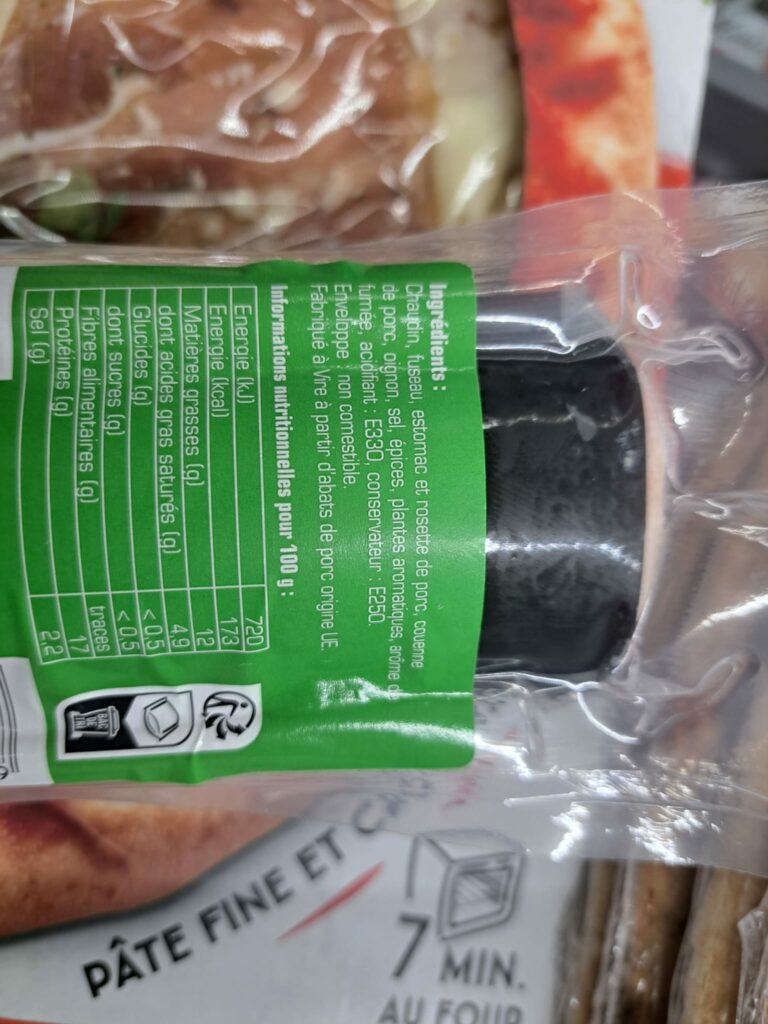 Ingrédients :
Chaudin, fuseau, estomac et rosette de porc, couenne
de porc, oignon, sel, épices, plantes aromatiques, arôme de
fumée, acidifiant : E330, conservateur : E250.
Enveloppe : non comestible.
Fabriqué à Vire à partir d'abats de porc origine UE.
Informations nutritionnelles pour 100 g :
Energie (kJ) 720
Energie (kcal) 173
Matières grasses (g) 12
dont acides gras saturés (g) 4.9
Glucides (g) < 0.5
dont sucres (g) < 0.5
Fibres alimentaires (g) traces
Protéines (g) 17
Sel (g) 2.2
BAC
DE
TRI
PÂTE FINE ET
7 MIN.
AU FOUR